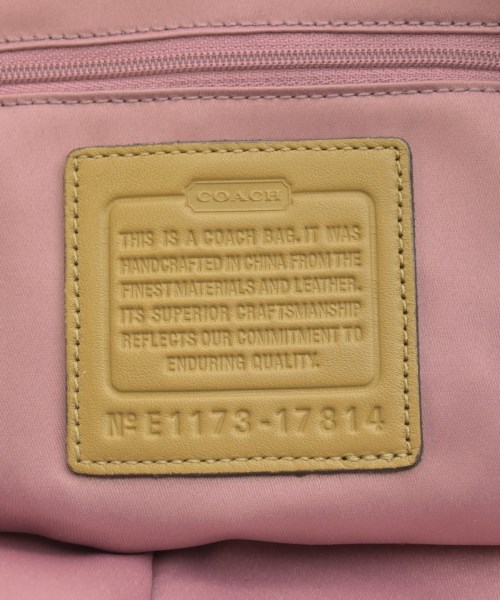 COACH
THIS IS A COACH BAG. IT WAS
HANDCRAFTED IN CHINA FROM THE
FINEST MATERIALS AND LEATHER.
ITS SUPERIOR CRAFTSMANSHIP
REFLECTS OUR COMMITMENT TO
ENDURING QUALITY.
Nº E1173-17814